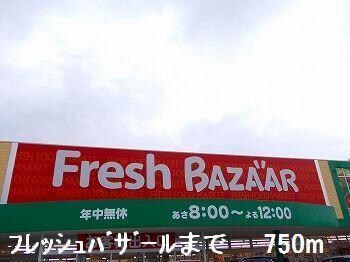 Fresh BAZAAR
年中無休 あさ8:00～よる12:00
フレッシュバザールまで 750m